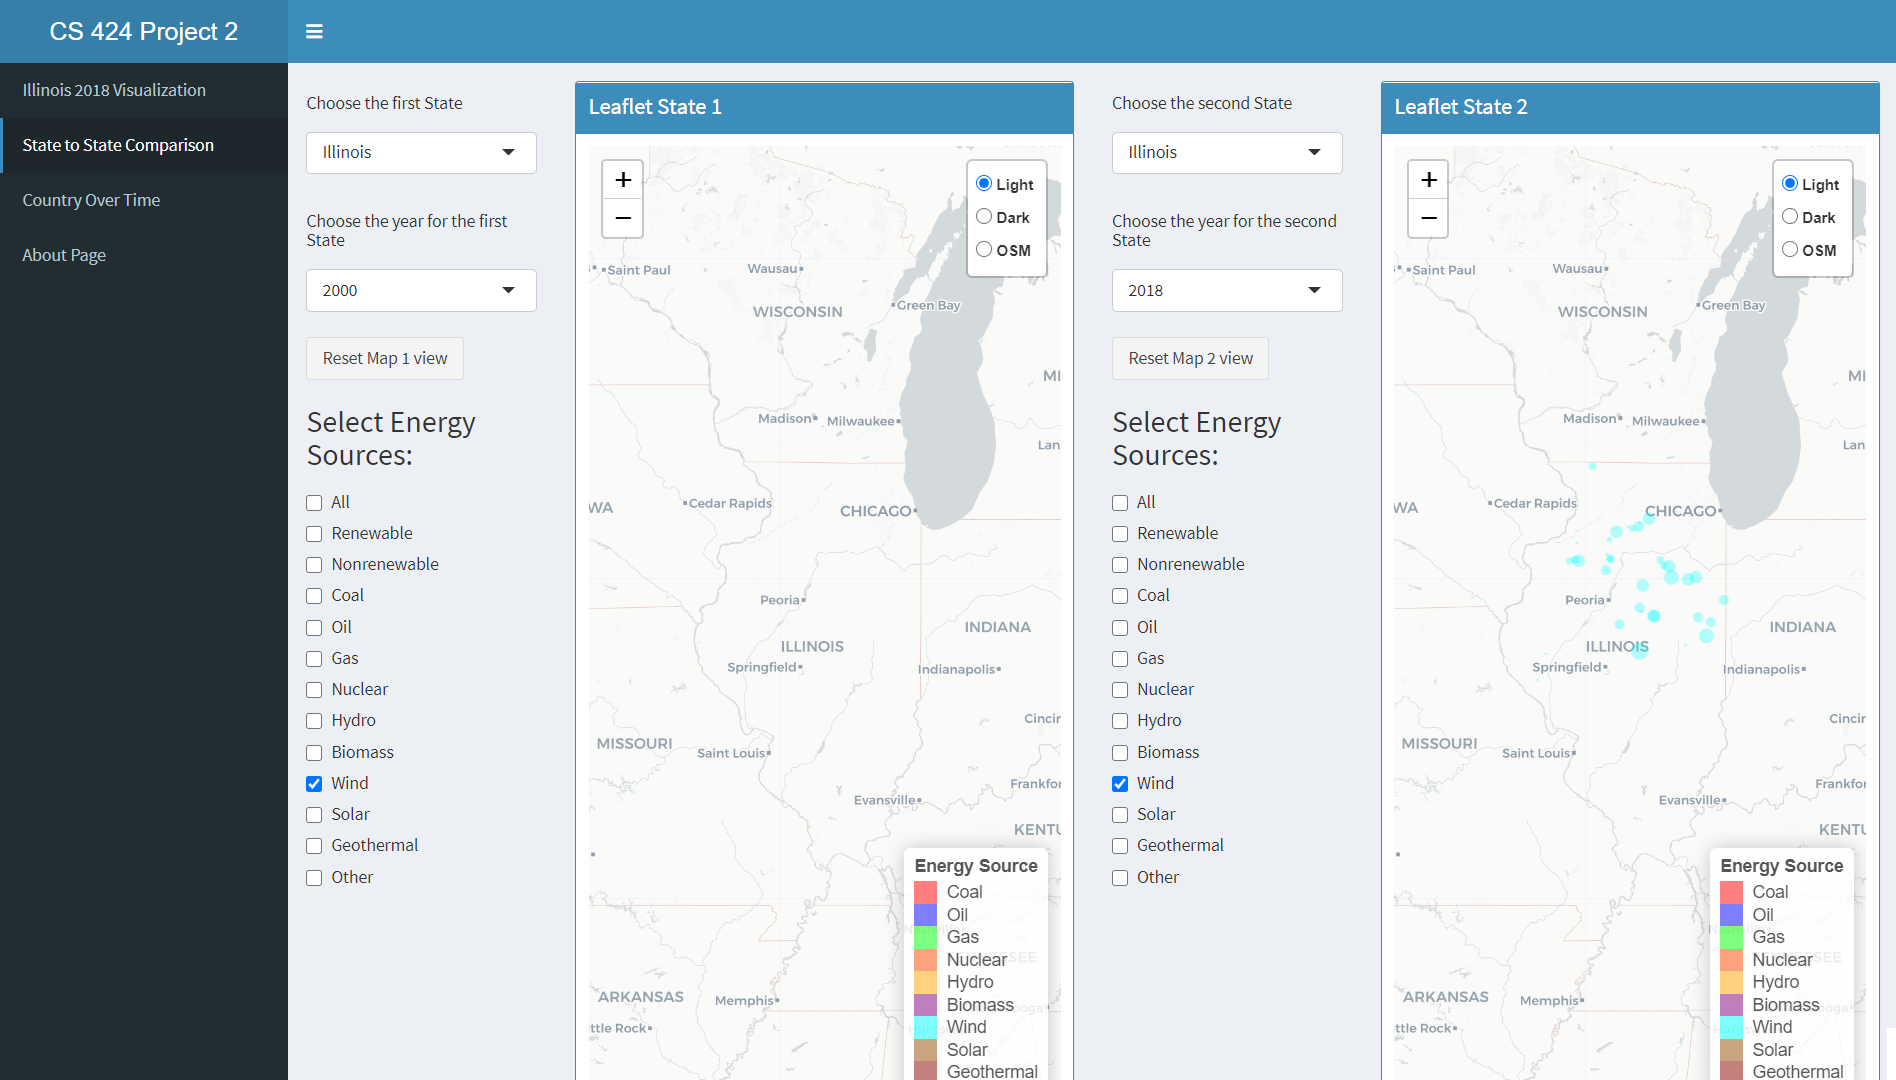 CS 424 Project 2
Illinois 2018 Visualization
State to State Comparison
Country Over Time
About Page
Choose the first State
Illinois
Choose the year for the first
State
2000
Reset Map 1 view
Select Energy
Sources:
All
Renewable
Nonrenewable
Coal
Oil
Gas
Nuclear
Hydro
Biomass
Wind
Solar
Geothermal
Other
Leaflet State 1
+
−
Light
Dark
OSM
Saint Paul
Wausau
Green Bay
WISCONSIN
MI
Madison
Milwaukee
Lan
Cedar Rapids
WA
CHICAGO
Peoria
INDIANA
ILLINOIS
Springfield
Indianapolis
Cincin
MISSOURI
Saint Louis
Frankfor
Evansville
KENTU
ARKANSAS
Memphis
ttle Rock
Energy Source
Coal
Oil
Gas
Nuclear
Hydro
Biomass
Wind
Solar
Geothermal
Choose the second State
Illinois
Choose the year for the second
State
2018
Reset Map 2 view
Select Energy
Sources:
All
Renewable
Nonrenewable
Coal
Oil
Gas
Nuclear
Hydro
Biomass
Wind
Solar
Geothermal
Other
Leaflet State 2
+
−
Light
Dark
OSM
Saint Paul
Wausau
Green Bay
WISCONSIN
MI
Madison
Milwaukee
Lan
Cedar Rapids
WA
CHICAGO
Peoria
INDIANA
ILLINOIS
Springfield
Indianapolis
Cincin
MISSOURI
Saint Louis
Frankfor
Evansville
KENTU
ARKANSAS
Memphis
ttle Rock
Energy Source
Coal
Oil
Gas
Nuclear
Hydro
Biomass
Wind
Solar
Geothermal